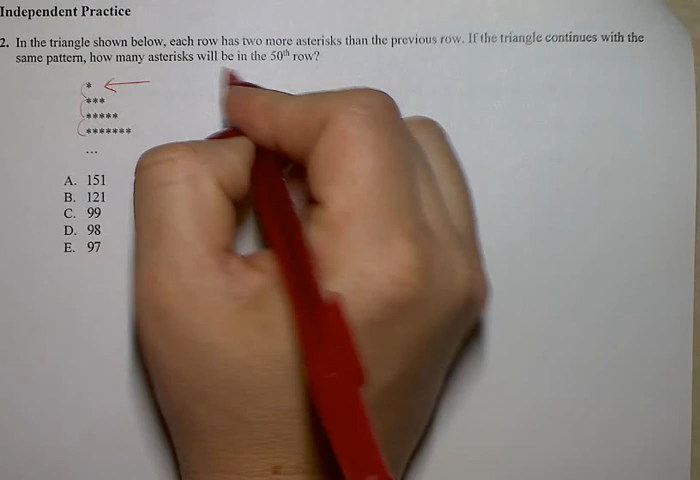 Independent Practice
2. In the triangle shown below, each row has two more asterisks than the previous row. If the triangle continues with the
same pattern, how many asterisks will be in the 50th row?
*
***
*****
*******
...
A. 151
B. 121
C. 99
D. 98
E. 97